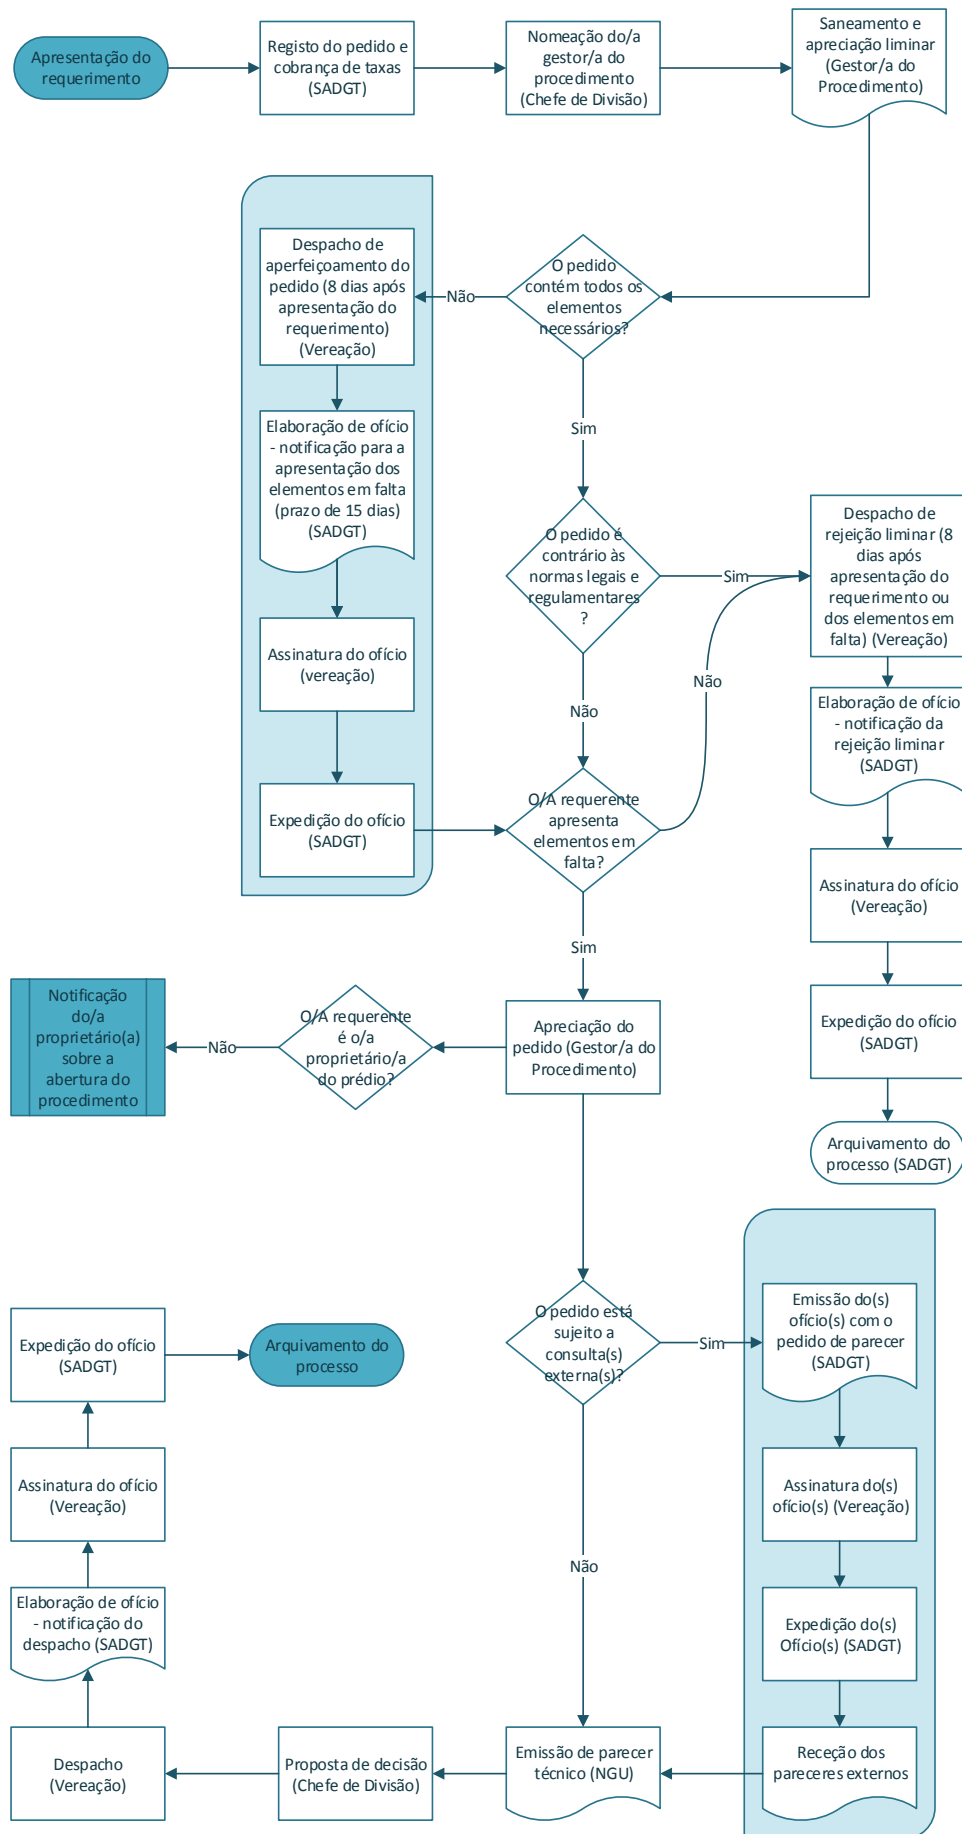 Apresentação do
requerimento
Registo do pedido e
cobrança de taxas
(SADGT)
Nomeação do/a
gestor/a do
procedimento
(Chefe de Divisão)
Saneamento e
apreciação liminar
(Gestor/a do
Procedimento)
Despacho de
aperfeiçoamento do
pedido (8 dias após
apresentação do
requerimento)
(Vereação)
Não
O pedido
contém todos os
elementos
necessários?
Sim
Elaboração de ofício
- notificação para a
apresentação dos
elementos em falta
(prazo de 15 dias)
(SADGT)
O pedido é
contrário às
normas legais e
regulamentares
?
Sim
Despacho de
rejeição liminar (8
dias após
apresentação do
requerimento ou
dos elementos em
falta) (Vereação)
Assinatura do ofício
(vereação)
Não
Não
Elaboração de ofício
- notificação da
rejeição liminar
(SADGT)
Expedição do ofício
(SADGT)
O/A requerente
apresenta
elementos em
falta?
Assinatura do ofício
(Vereação)
Sim
Notificação
do/a
proprietário(a)
sobre a
abertura do
procedimento
Não
O/A requerente
é o/a
proprietário/a
do prédio?
Apreciação do
pedido (Gestor/a do
Procedimento)
Expedição do ofício
(SADGT)
Arquivamento do
processo (SADGT)
Expedição do ofício
(SADGT)
Arquivamento do
processo
O pedido está
sujeito a
consulta(s)
externa(s)?
Sim
Emissão do(s)
ofício(s) com o
pedido de parecer
(SADGT)
Assinatura do ofício
(Vereação)
Assinatura do(s)
ofício(s) (Vereação)
Não
Elaboração de ofício
- notificação do
despacho (SADGT)
Expedição do(s)
Ofício(s) (SADGT)
Despacho
(Vereação)
Proposta de decisão
(Chefe de Divisão)
Emissão de parecer
técnico (NGU)
Receção dos
pareceres externos